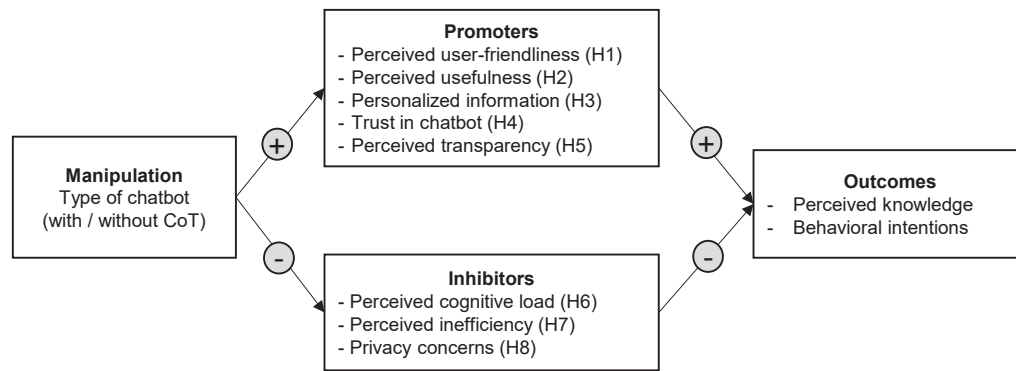 Promoters
- Perceived user-friendliness (H1)
- Perceived usefulness (H2)
- Personalized information (H3)
- Trust in chatbot (H4)
- Perceived transparency (H5)
+
+
Manipulation
Type of chatbot
(with / without CoT)
Outcomes
- Perceived knowledge
- Behavioral intentions
-
-
Inhibitors
- Perceived cognitive load (H6)
- Perceived inefficiency (H7)
- Privacy concerns (H8)